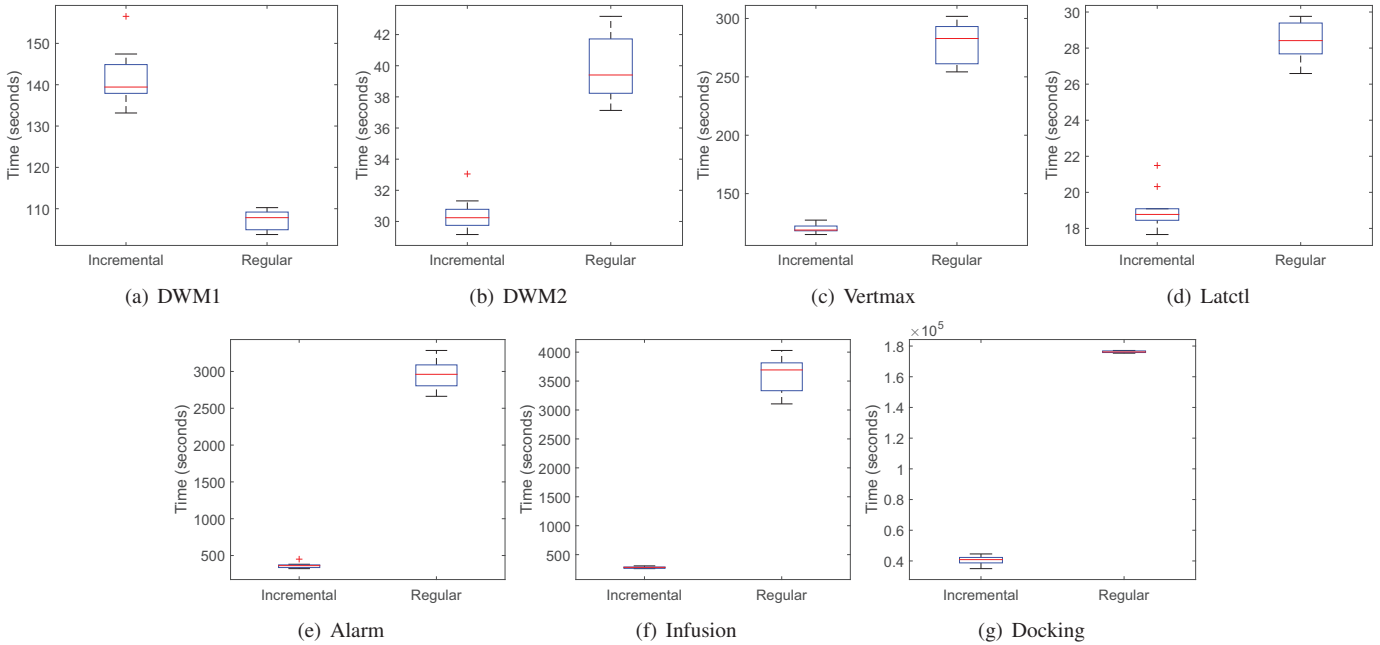 Time (seconds)
150
140
130
120
110
Incremental
Regular
(a) DWM1
Time (seconds)
42
40
38
36
34
32
30
Incremental
Regular
(b) DWM2
Time (seconds)
300
250
200
150
Incremental
Regular
(c) Vertmax
Time (seconds)
30
28
26
24
22
20
18
Incremental
Regular
(d) Latctl
Time (seconds)
3000
2500
2000
1500
1000
500
Incremental
Regular
(e) Alarm
Time (seconds)
4000
3500
3000
2500
2000
1500
1000
500
Incremental
Regular
(f) Infusion
×10⁵
Time (seconds)
1.8
1.6
1.4
1.2
1
0.8
0.6
0.4
Incremental
Regular
(g) Docking